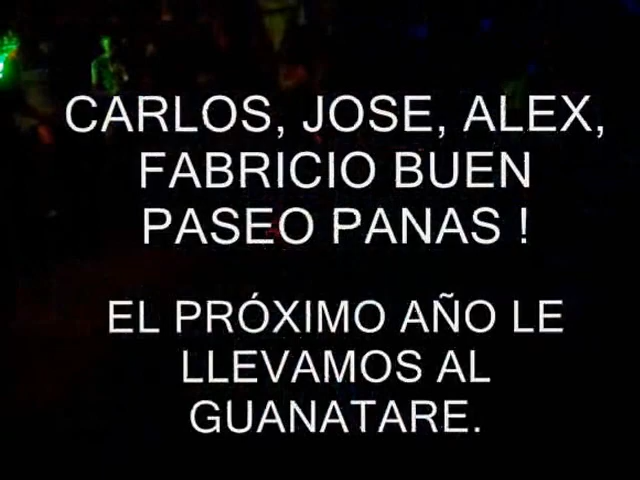 CARLOS, JOSE, ALEX,
FABRICIO BUEN
PASEO PANAS !
EL PRÓXIMO AÑO LE
LLEVAMOS AL
GUANATARE.